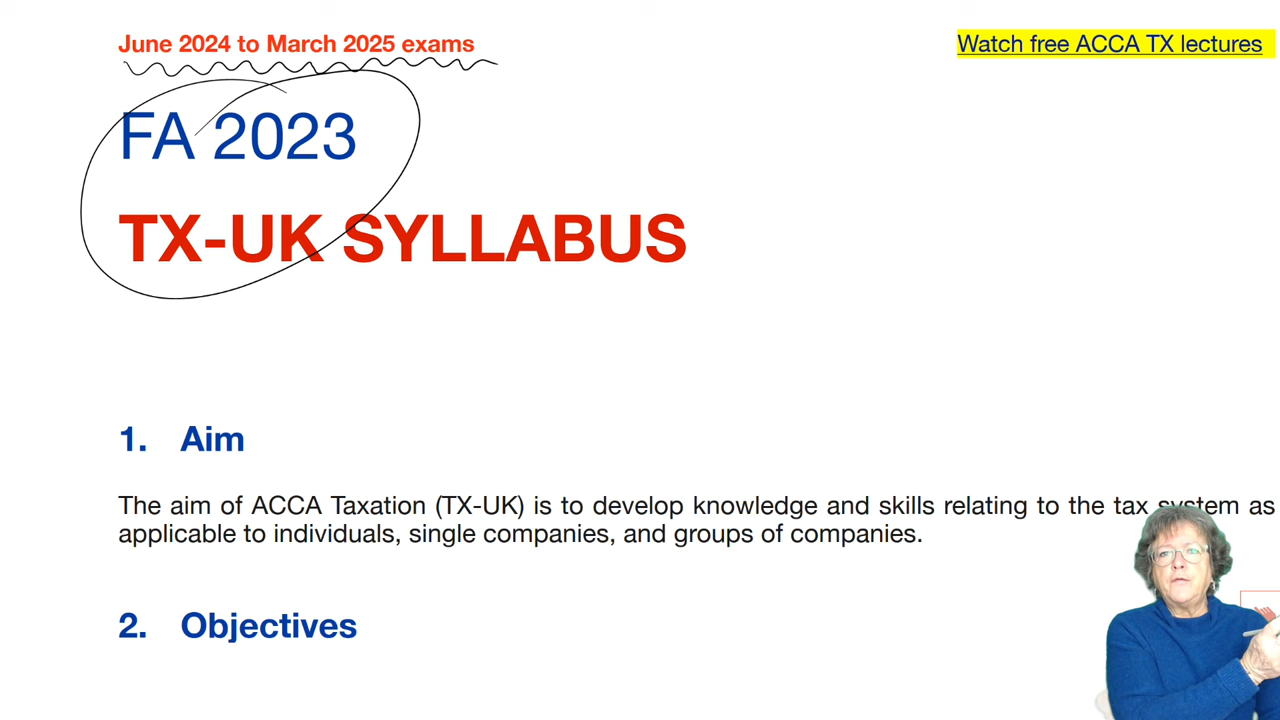 June 2024 to March 2025 exams
Watch free ACCA TX lectures
FA 2023
TX-UK SYLLABUS
1. Aim
The aim of ACCA Taxation (TX-UK) is to develop knowledge and skills relating to the tax system as
applicable to individuals, single companies, and groups of companies.
2. Objectives